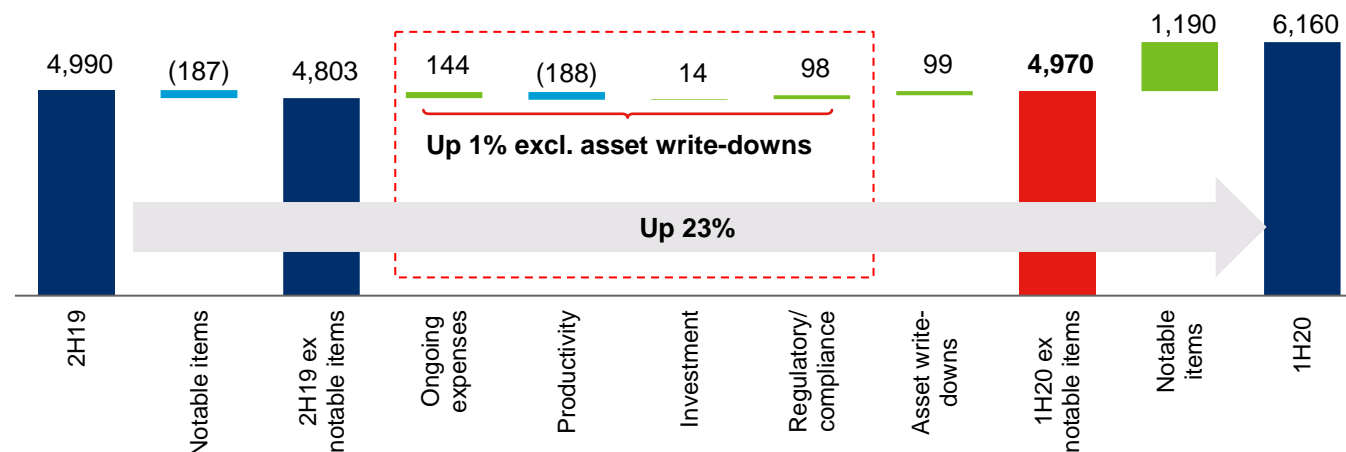 4,990
(187)
4,803
144
(188)
14
98
99
4,970
1,190
6,160
Up 1% excl. asset write-downs
Up 23%
2H19
Notable items
2H19 ex
notable items
Ongoing
expenses
Productivity
Investment
Regulatory/
compliance
Asset write-
downs
1H20 ex
notable items
Notable
items
1H20